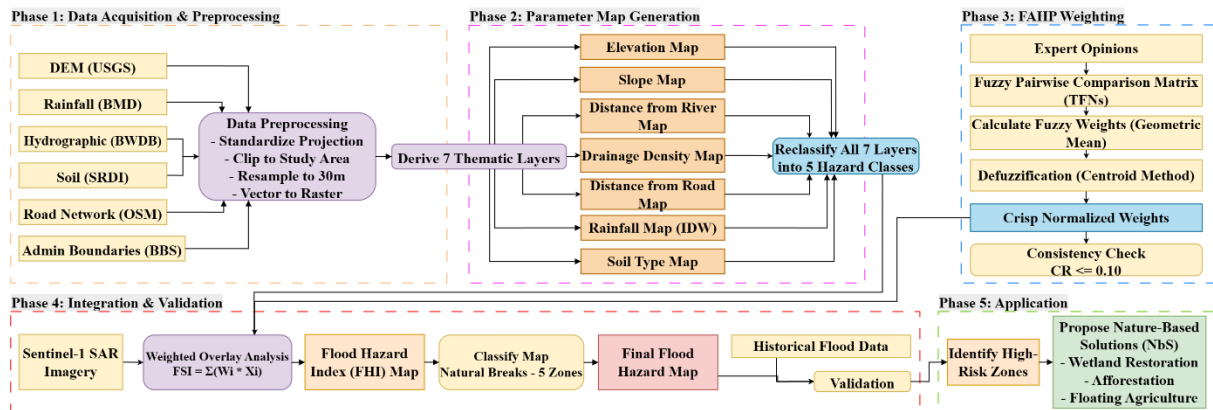 Phase 1: Data Acquisition & Preprocessing
DEM (USGS)
Rainfall (BMD)
Hydrographic (BWDB)
Soil (SRDI)
Road Network (OSM)
Admin Boundaries (BBS)
Data Preprocessing
- Standardize Projection
- Clip to Study Area
- Resample to 30m
- Vector to Raster
Derive 7 Thematic Layers
Phase 2: Parameter Map Generation
Elevation Map
Slope Map
Distance from River
Map
Drainage Density Map
Distance from Road
Map
Rainfall Map (IDW)
Soil Type Map
Reclassify All 7 Layers
into 5 Hazard Classes
Phase 3: FAIIP Weighting
Expert Opinions
Fuzzy Pairwise Comparison Matrix
(TFNs)
Calculate Fuzzy Weights (Geometric
Mean)
Defuzzification (Centroid Method)
Crisp Normalized Weights
Consistency Check
CR <= 0.10
Phase 4: Integration & Validation
Sentinel-1 SAR
Imagery
Weighted Overlay Analysis
FSI = Σ(Wi * Xi)
Flood Hazard
Index (FHI) Map
Classify Map
Natural Breaks - 5 Zones
Final Flood
Hazard Map
Historical Flood Data
Validation
Phase 5: Application
Identify High-
Risk Zones
Propose Nature-Based
Solutions (NbS)
- Wetland Restoration
- Afforestation
- Floating Agriculture